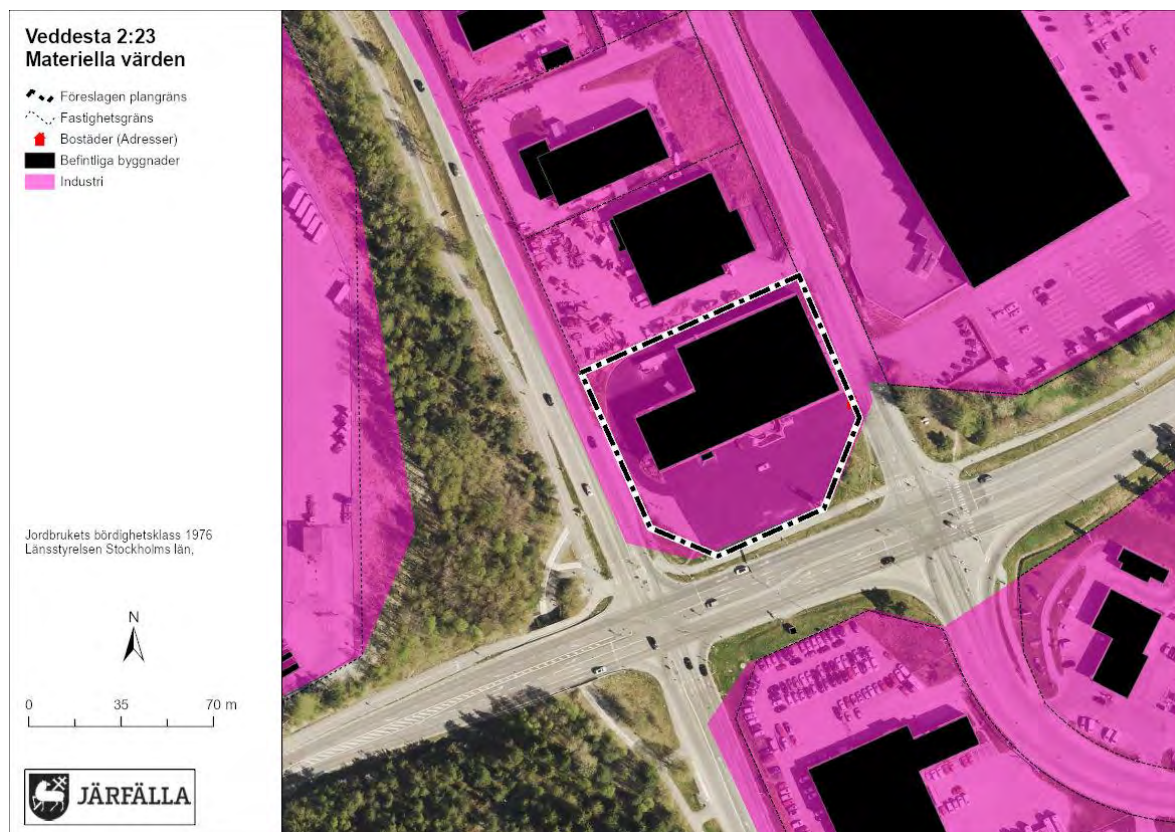 Veddesta 2:23
Materiella värden
Föreslagen plangräns
Fastighetsgräns
Bostäder (Adresser)
Befintliga byggnader
Industri
Jordbrukets bördighetsklass 1976
Länsstyrelsen Stockholms län,
N
0 35 70 m
JÄRFÄLLA